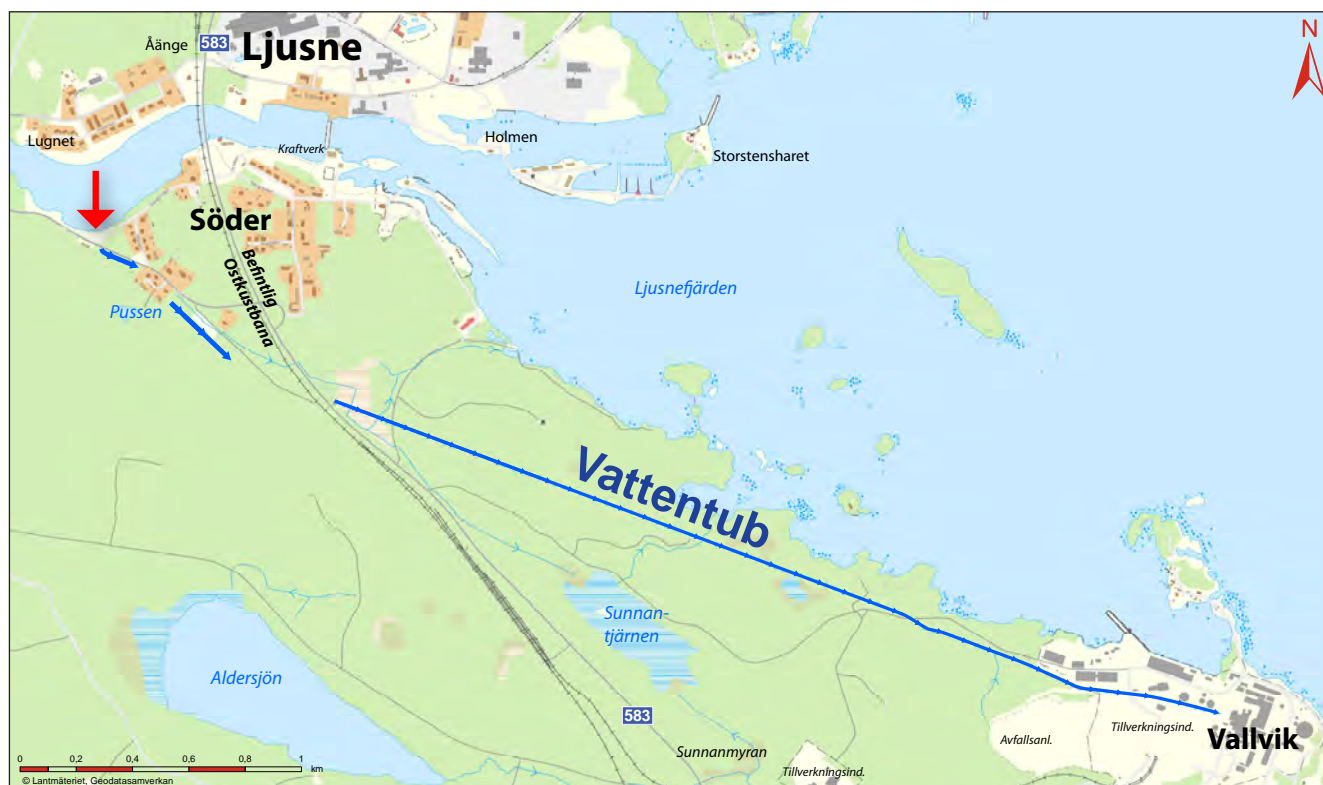 N
Åänge
583
Ljusne
Lugnet
Kraftverk
Holmen
Storstensharet
Söder
Befintlig
Ostkustbana
Pussen
Ljusnefjärden
Vattentub
Sunnan-
tjärnen
Aldersjön
583
Sunnanmyran
Avfallsanl.
Tillverkningsind.
Vallvik
Tillverkningsind.
0 0,2 0,4 0,6 0,8 1
km
© Lantmäteriet, Geodatasamverkan